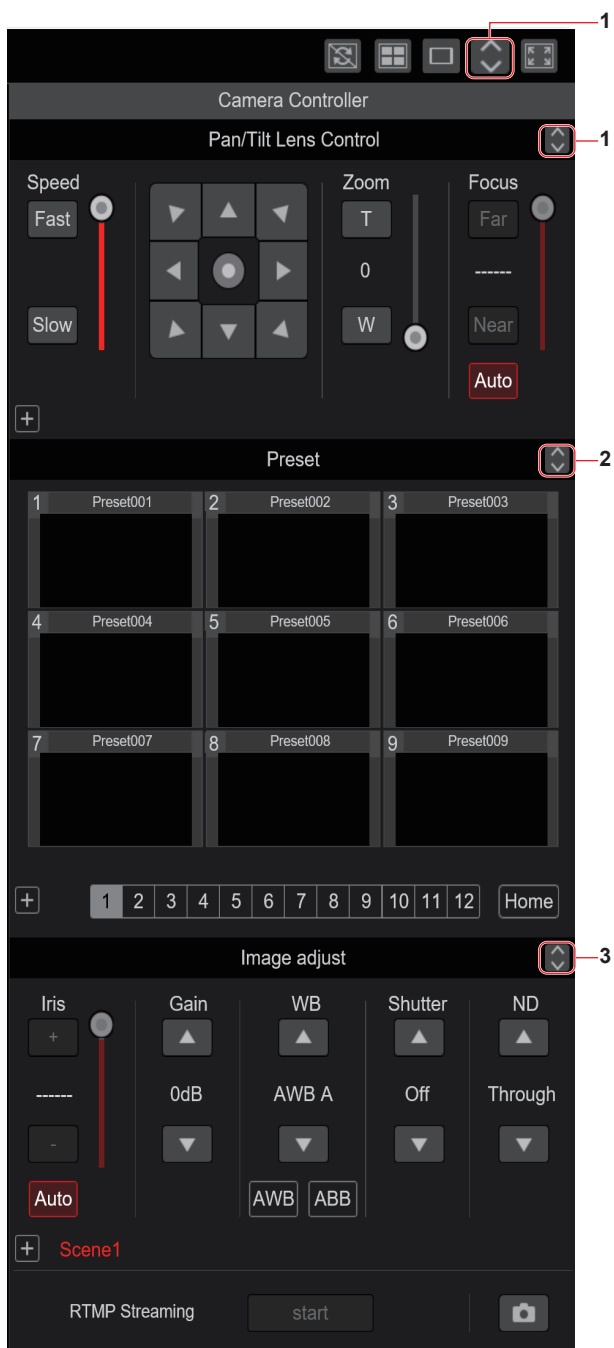 1
Camera Controller
Pan/Tilt Lens Control
1
Speed
Zoom
Focus
Fast
T
Far
0
------
Slow
W
Near
Auto
+
Preset
2
1 Preset001
2 Preset002
3 Preset003
4 Preset004
5 Preset005
6 Preset006
7 Preset007
8 Preset008
9 Preset009
+
1 2 3 4 5 6 7 8 9 10 11 12
Home
Image adjust
3
Iris
Gain
WB
Shutter
ND
+
------
0dB
AWB A
Off
Through
-
Auto
AWB
ABB
+
Scene1
RTMP Streaming
start